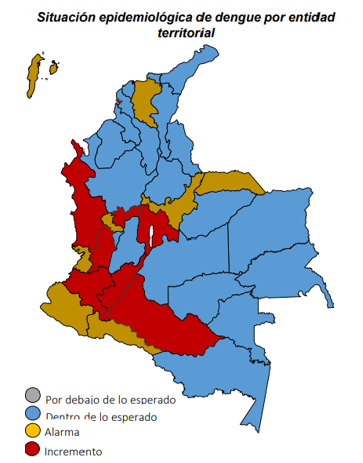 Situación epidemiológica de dengue por entidad
territorial
Por debajo de lo esperado
Dentro de lo esperado
Alarma
Incremento